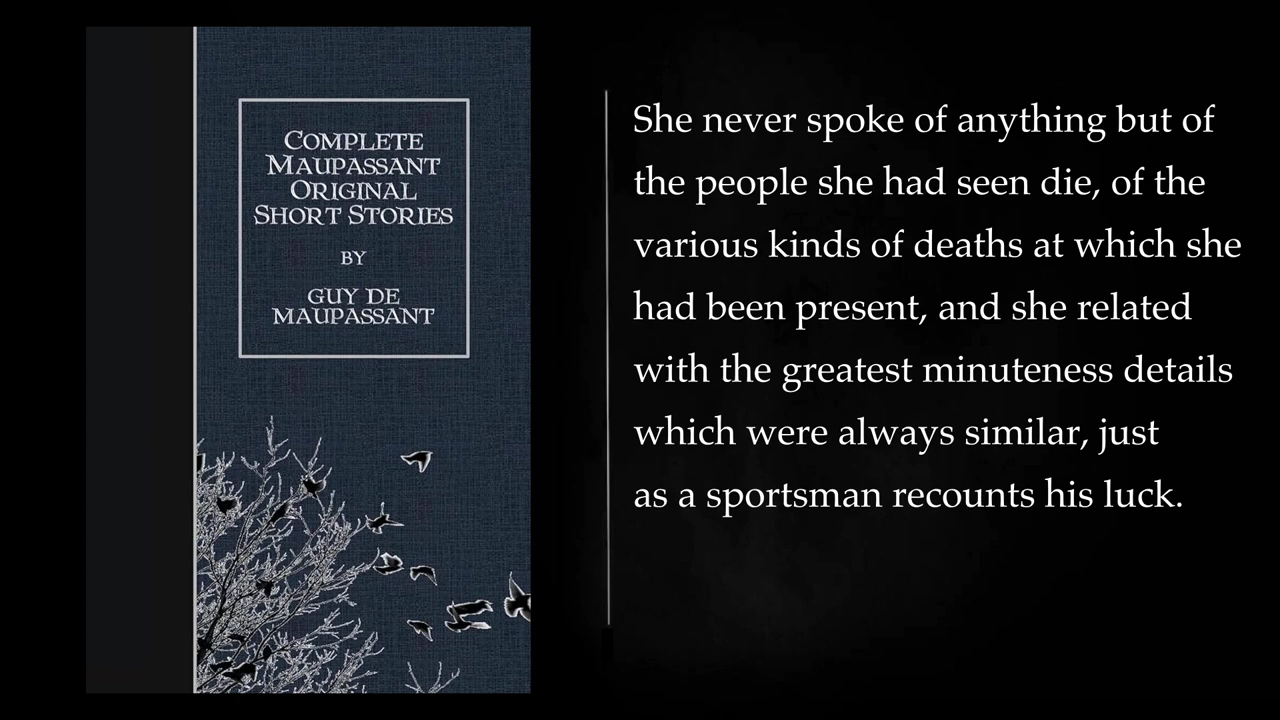 COMPLETE
MAUPASSANT
ORIGINAL
SHORT STORIES
BY
GUY DE
MAUPASSANT
She never spoke of anything but of
the people she had seen die, of the
various kinds of deaths at which she
had been present, and she related
with the greatest minuteness details
which were always similar, just
as a sportsman recounts his luck.